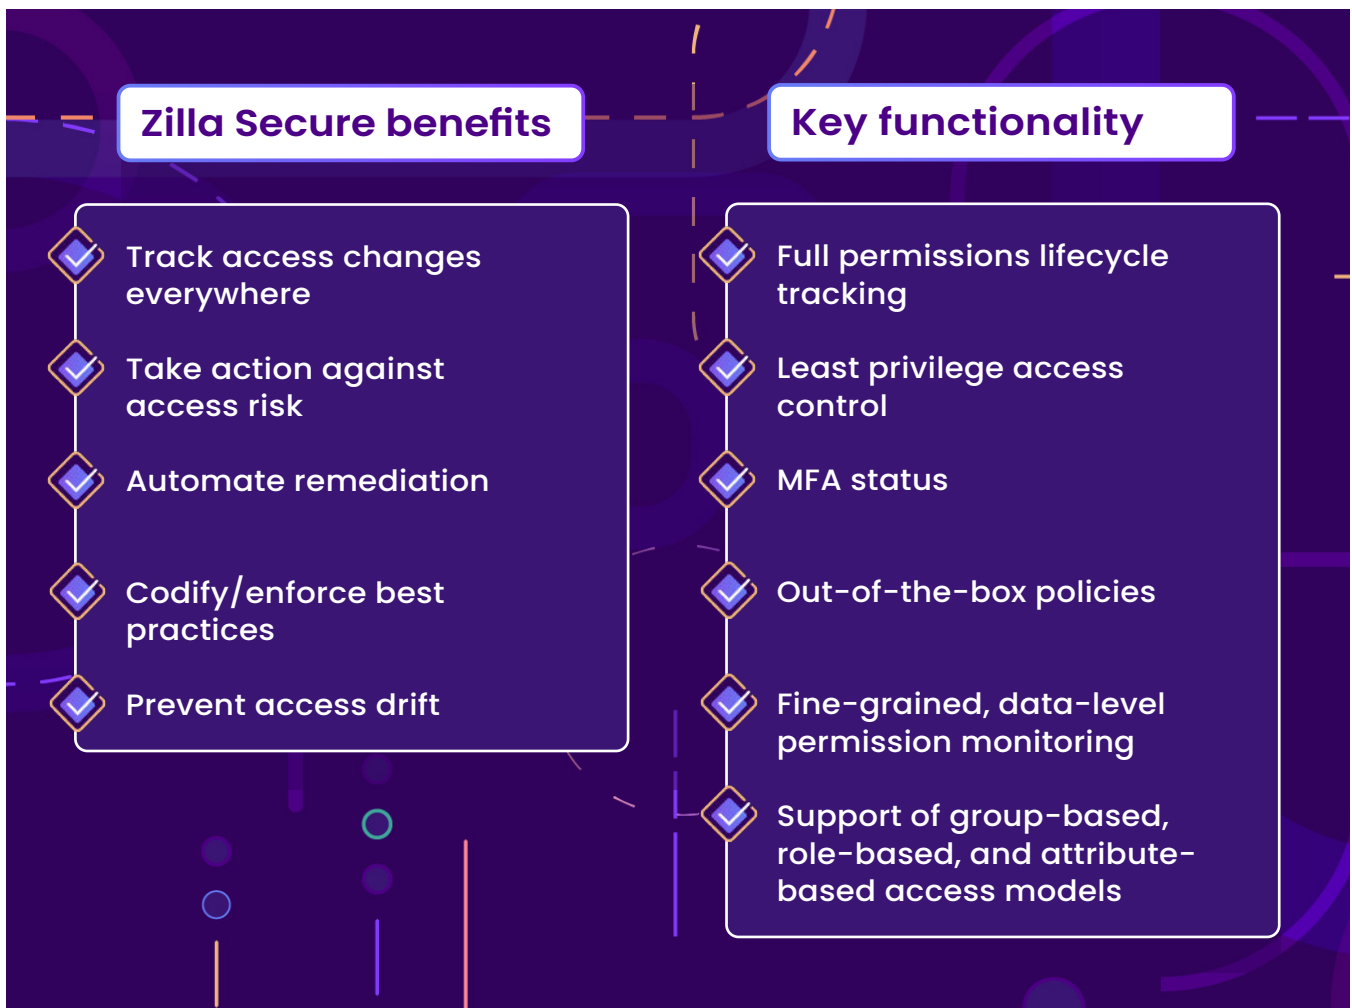 Zilla Secure benefits
Track access changes
everywhere
Take action against
access risk
Automate remediation
Codify/enforce best
practices
Prevent access drift
Key functionality
Full permissions lifecycle
tracking
Least privilege access
control
MFA status
Out-of-the-box policies
Fine-grained, data-level
permission monitoring
Support of group-based,
role-based, and attribute-
based access models